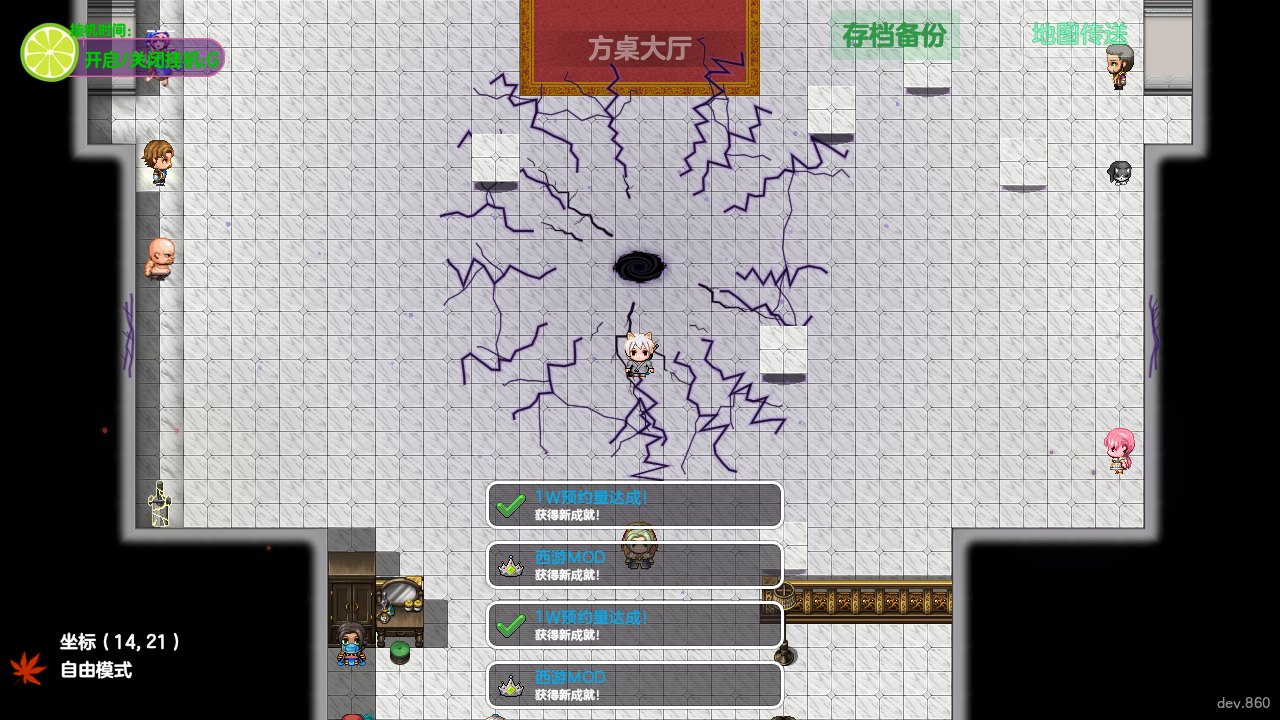 挂机时间:
开启/关闭挂机:G
方桌大厅
存档备份
地图传送
1W预约量达成!
获得新成就!
西游MOD
获得新成就!
1W预约量达成!
获得新成就!
西游MOD
获得新成就!
坐标 ( 14, 21 )
自由模式
dev.860